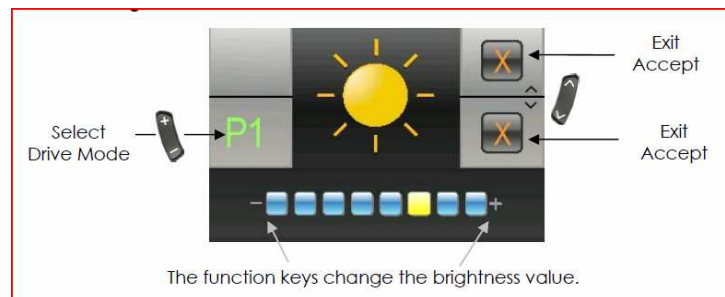 Exit
Accept
X
Select
Drive Mode
+
-
P1
X
Exit
Accept
- +
The function keys change the brightness value.